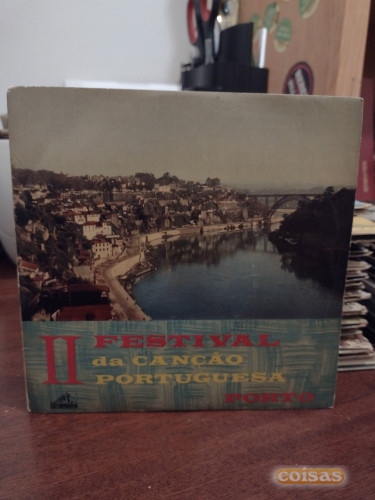 II FESTIVAL
da CANÇÃO
PORTUGUESA
PORTO
coisas